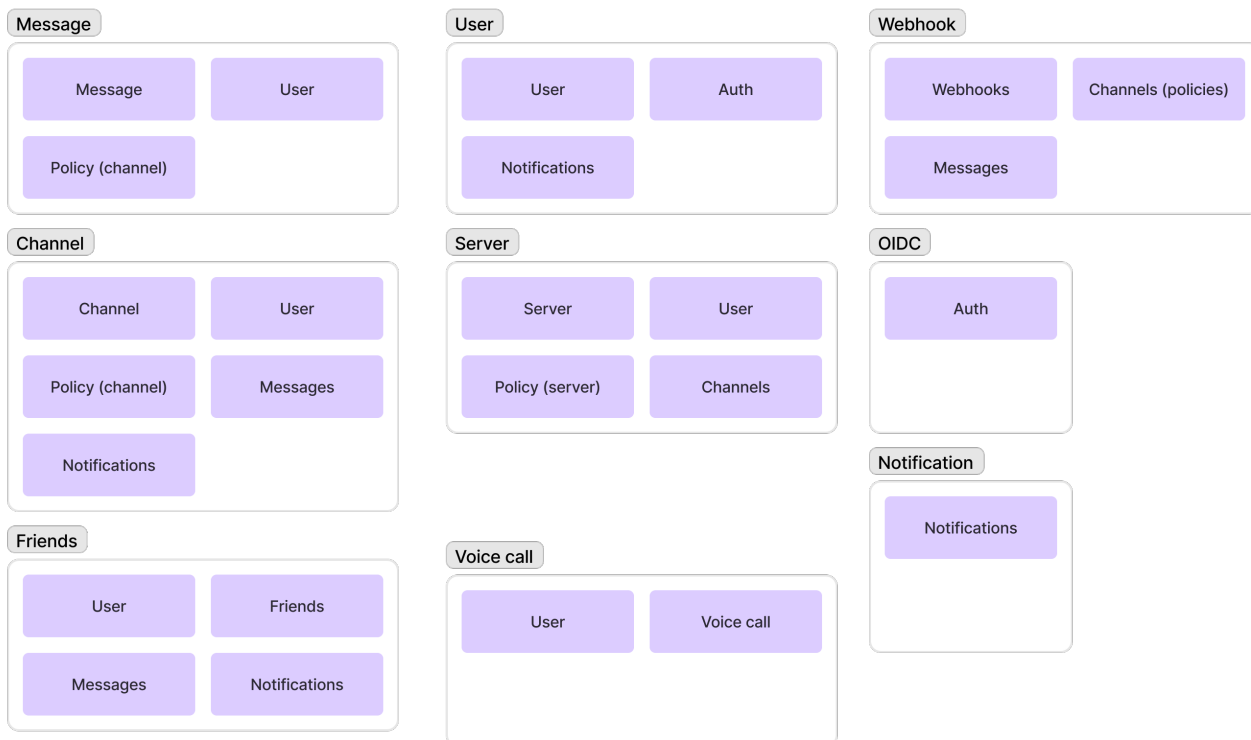 Message
Message
User
Policy (channel)
User
User
Auth
Notifications
Webhook
Webhooks
Channels (policies)
Messages
Channel
Channel
User
Policy (channel)
Messages
Notifications
Server
Server
User
Policy (server)
Channels
OIDC
Auth
Notification
Notifications
Friends
User
Friends
Messages
Notifications
Voice call
User
Voice call